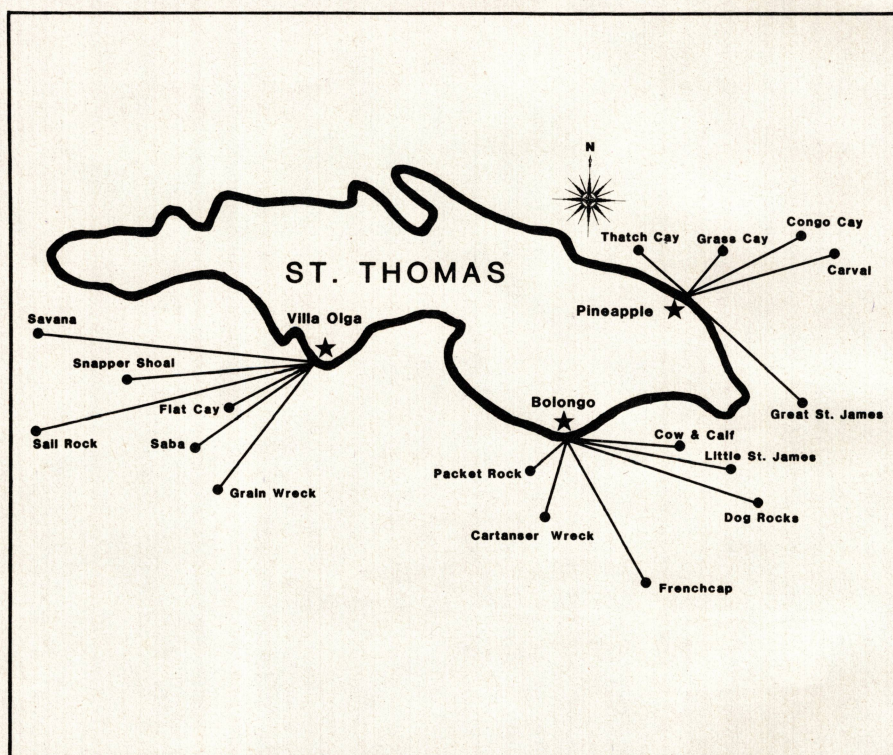 N
Thatch Cay
Grass Cay
Congo Cay
Carval
ST. THOMAS
Pineapple
Villa Olga
Savana
Snapper Shoal
Flat Cay
Sail Rock
Saba
Grain Wreck
Bolongo
Great St. James
Cow & Calf
Little St. James
Packet Rock
Dog Rocks
Cartanser Wreck
Frenchcap